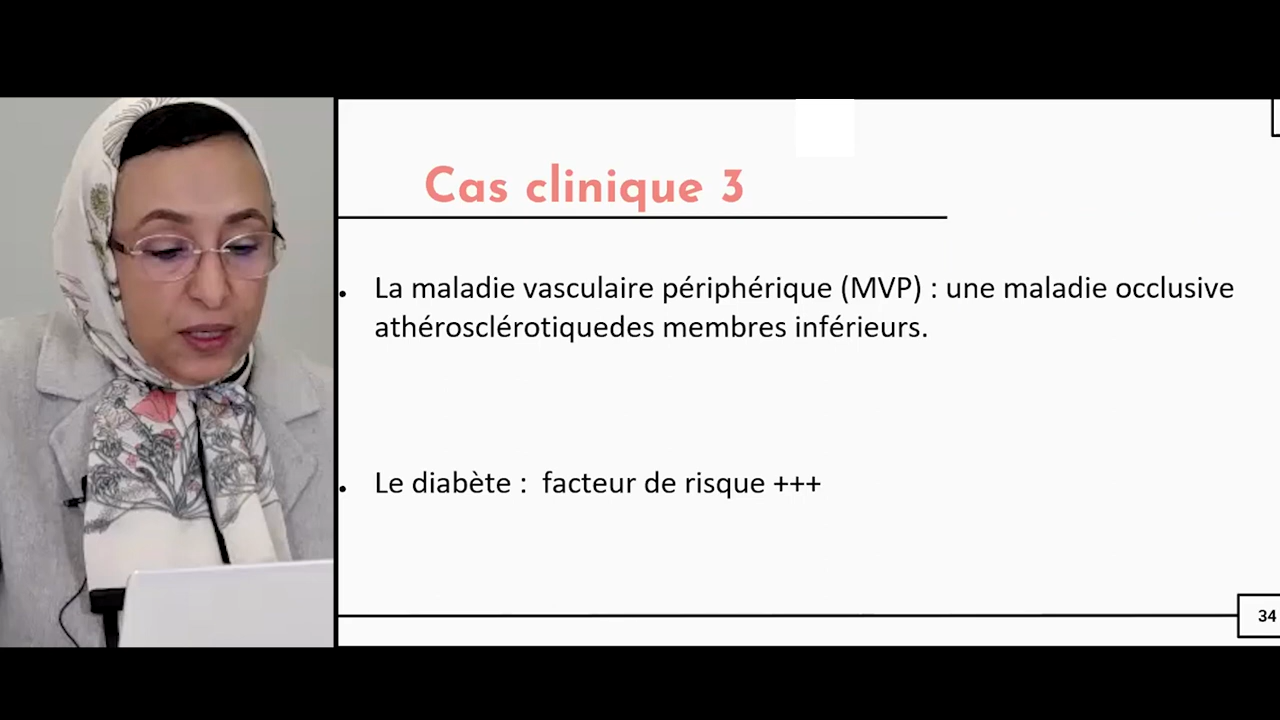 Cas clinique 3
La maladie vasculaire périphérique (MVP) : une maladie occlusive
athérosclérotiquedes membres inférieurs.
Le diabète :  facteur de risque +++
34